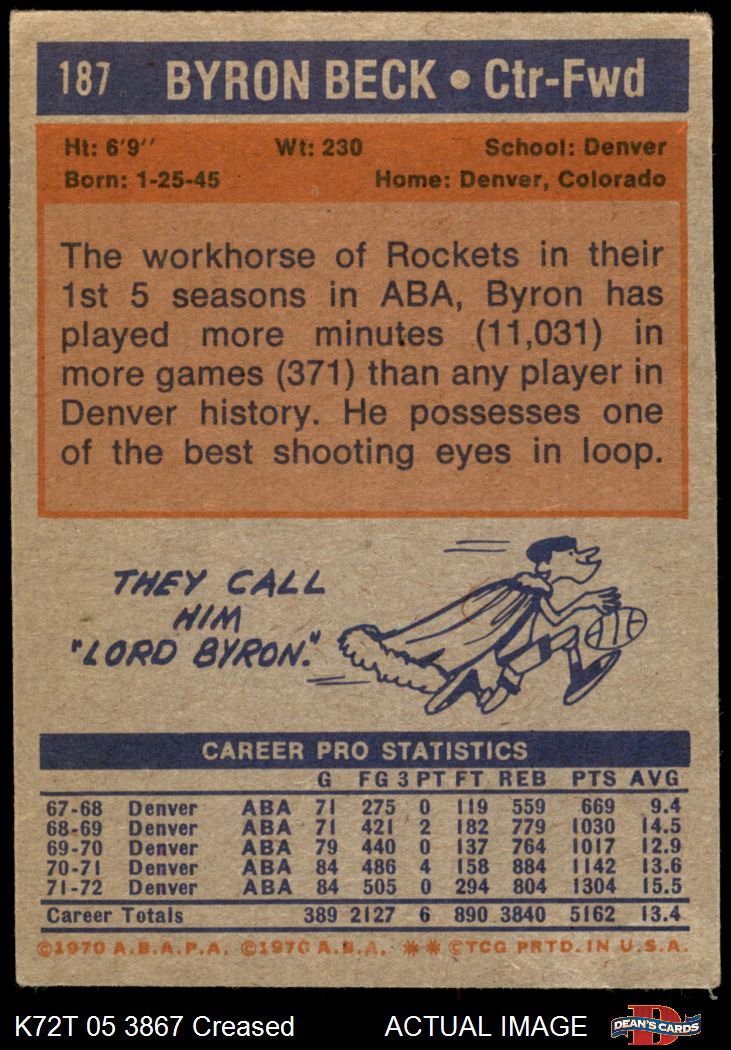 187 BYRON BECK • Ctr-Fwd
Ht: 6'9'' Wt: 230 School: Denver
Born: 1-25-45 Home: Denver, Colorado
The workhorse of Rockets in their
1st 5 seasons in ABA, Byron has
played more minutes (11,031) in
more games (371) than any player in
Denver history. He possesses one
of the best shooting eyes in loop.
THEY CALL
HIM
"LORD BYRON."
CAREER PRO STATISTICS
G FG 3 PT FT REB PTS AVG
67-68 Denver ABA 71 275 0 119 559 669 9.4
68-69 Denver ABA 71 421 2 182 779 1030 14.5
69-70 Denver ABA 79 440 0 137 764 1017 12.9
70-71 Denver ABA 84 486 4 158 884 1142 13.6
71-72 Denver ABA 84 505 0 294 804 1304 15.5
Career Totals 389 2127 6 890 3840 5162 13.4
©1970 A.B.A.P.A. ©1970 A.B.A. ** ©TCG PRTD. IN U.S.A.
K72T 05 3867 Creased ACTUAL IMAGE DEAN'S CARDS